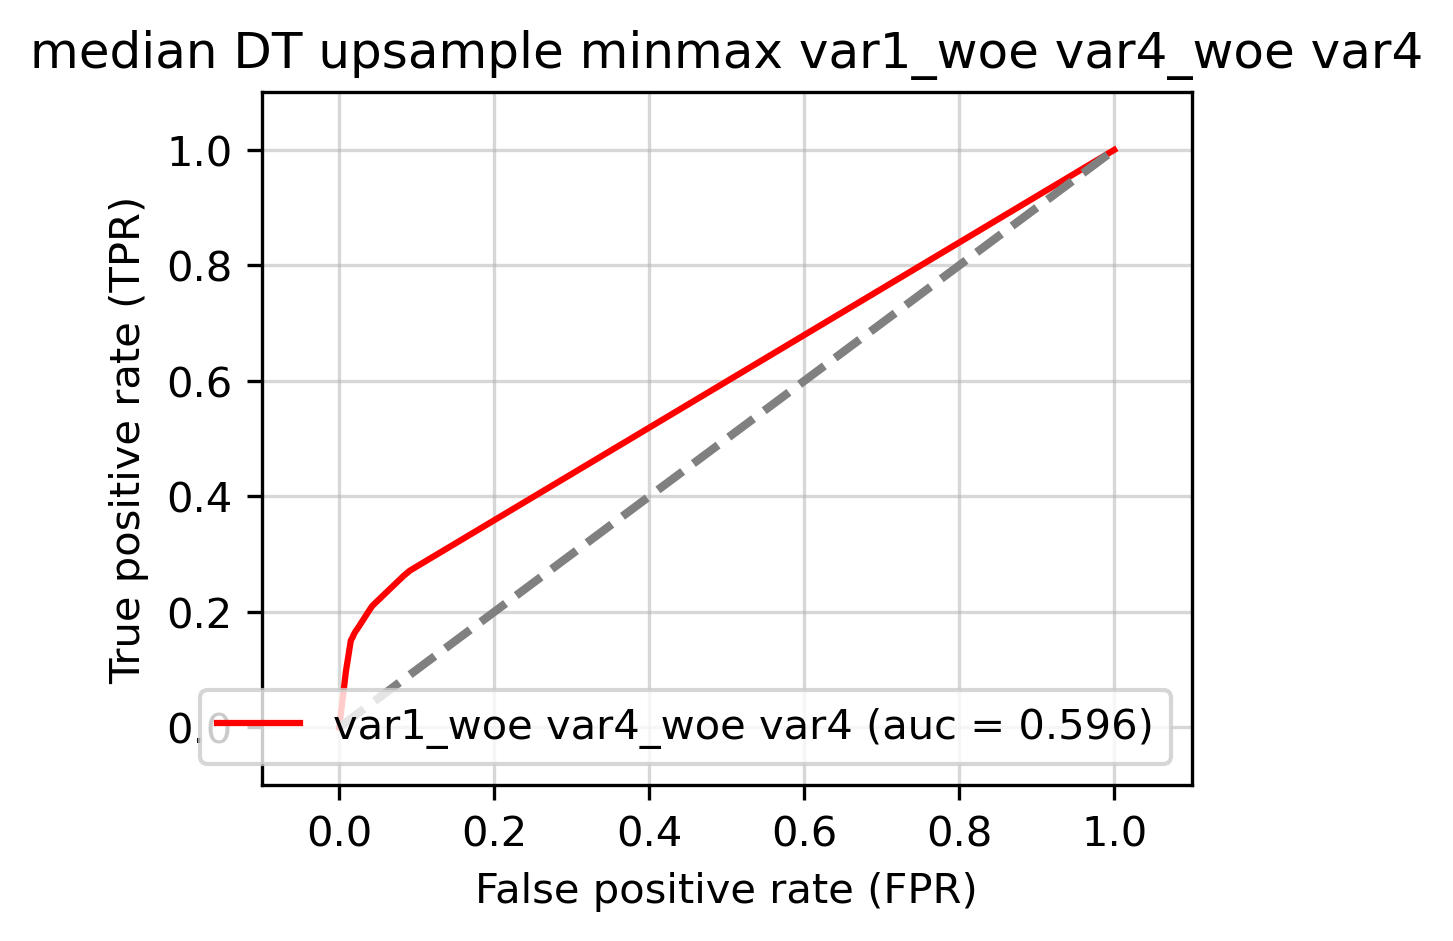 median DT upsample minmax var1_woe var4_woe var4
1.0
0.8
0.6
0.4
0.2
0.0
True positive rate (TPR)
var1_woe var4_woe var4 (auc = 0.596)
0.0 0.2 0.4 0.6 0.8 1.0
False positive rate (FPR)